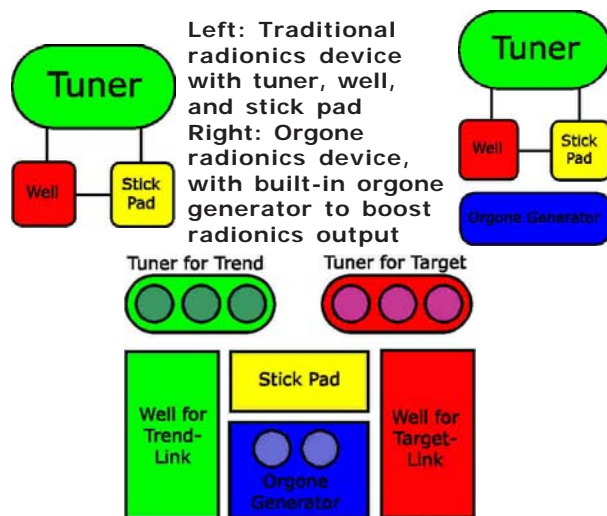 Tuner
Well
Stick
Pad
Left: Traditional
radionics device
with tuner, well,
and stick pad
Right: Orgone
radionics device,
with built-in orgone
generator to boost
radionics output
Tuner
Well
Stick
Pad
Orgone Generator
Tuner for Trend
Tuner for Target
Well for
Trend-
Link
Stick Pad
Orgone
Generator
Well for
Target-
Link